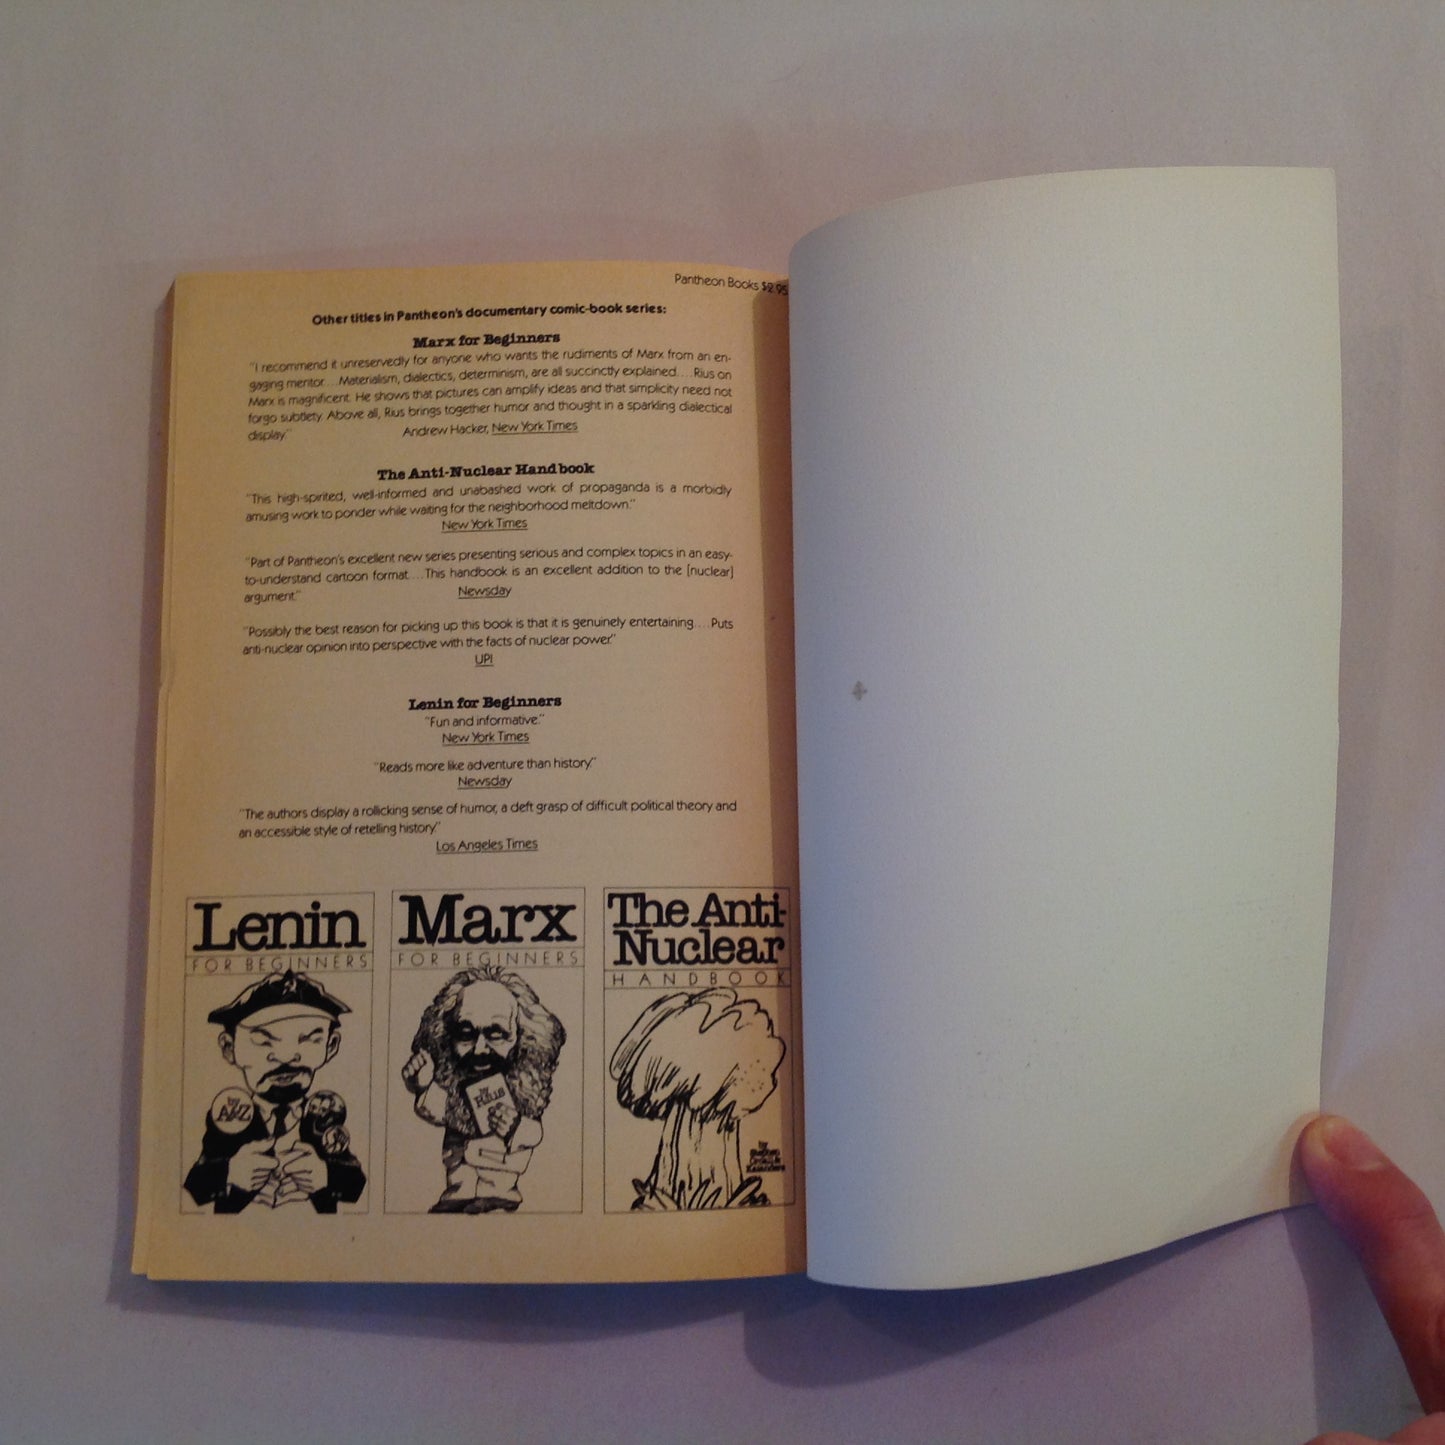 Pantheon Books $2.95
Other titles in Pantheon's documentary comic-book series:
Marx for Beginners
"I recommend it unreservedly for anyone who wants the rudiments of Marx from an en-
gaging mentor....Materialism, dialectics, determinism, are all succinctly explained....Rius on
Marx is magnificent. He shows that pictures can amplify ideas and that simplicity need not
forgo subtlety. Above all, Rius brings together humor and thought in a sparkling dialectical
display." Andrew Hacker, New York Times
The Anti-Nuclear Handbook
"This high-spirited, well-informed and unabashed work of propaganda is a morbidly
amusing work to ponder while waiting for the neighborhood meltdown."
New York Times
"Part of Pantheon's excellent new series presenting serious and complex topics in an easy-
to-understand cartoon format....This handbook is an excellent addition to the [nuclear]
argument." Newsday
"Possibly the best reason for picking up this book is that it is genuinely entertaining....Puts
anti-nuclear opinion into perspective with the facts of nuclear power."
UPI
Lenin for Beginners
"Fun and informative."
New York Times
"Reads more like adventure than history."
Newsday
"The authors display a rollicking sense of humor, a deft grasp of difficult political theory and
an accessible style of retelling history."
Los Angeles Times
Lenin
FOR BEGINNERS
by
A&Z
Marx
FOR BEGINNERS
by
Rius
The Anti-
Nuclear
HANDBOOK
by
Stephen
Croall &
Kaianders